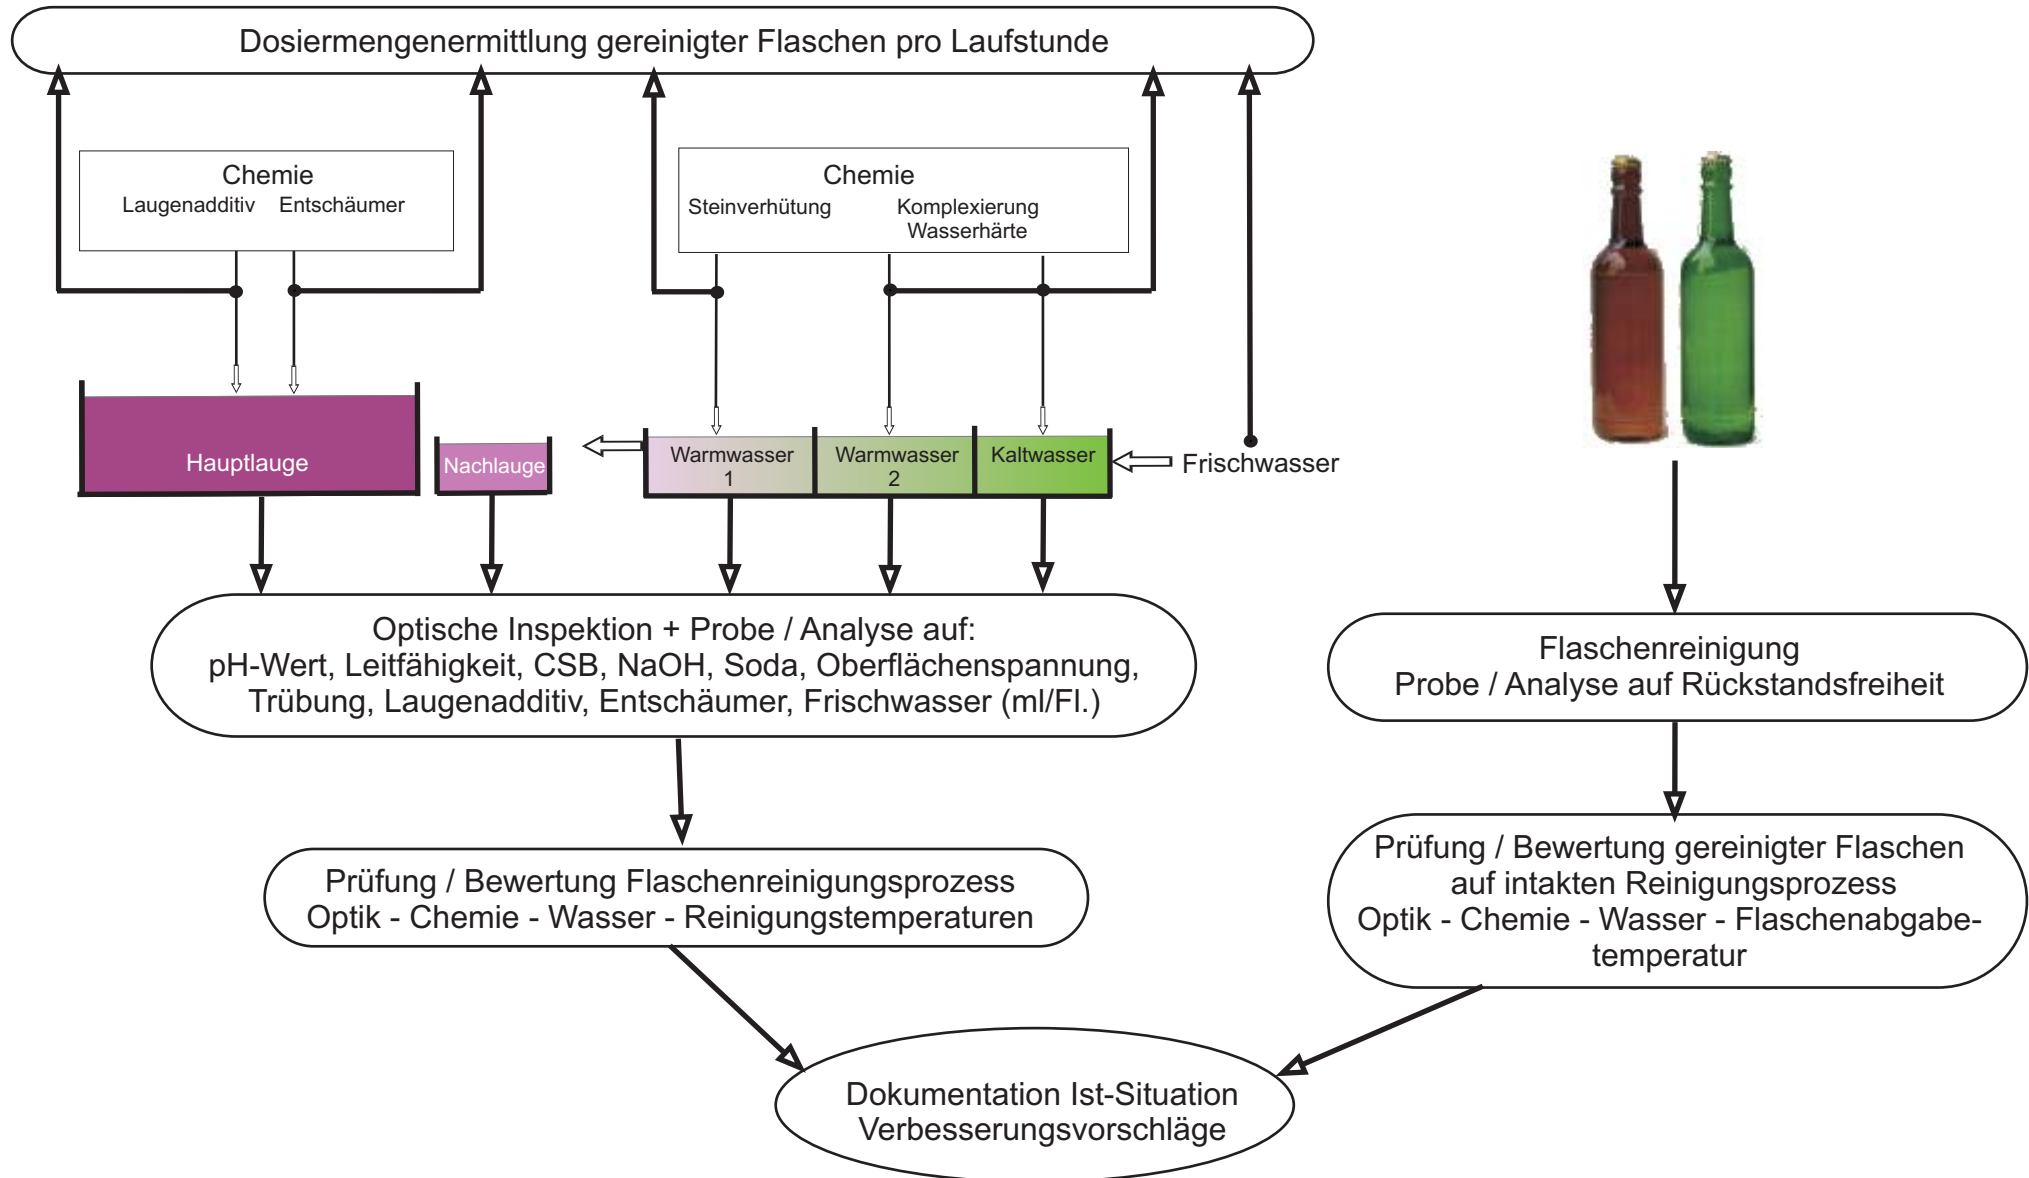 Dosiermengenermittlung gereinigter Flaschen pro Laufstunde
Chemie
Laugenadditiv Entschäumer
Chemie
Steinverhütung
Komplexierung
Wasserhärte
Hauptlauge
Nachlauge
Warmwasser
1
Warmwasser
2
Kaltwasser
Frischwasser
Optische Inspektion + Probe / Analyse auf:
pH-Wert, Leitfähigkeit, CSB, NaOH, Soda, Oberflächenspannung,
Trübung, Laugenadditiv, Entschäumer, Frischwasser (ml/Fl.)
Flaschenreinigung
Probe / Analyse auf Rückstandsfreiheit
Prüfung / Bewertung Flaschenreinigungsprozess
Optik - Chemie - Wasser - Reinigungstemperaturen
Prüfung / Bewertung gereinigter Flaschen
auf intakten Reinigungsprozess
Optik - Chemie - Wasser - Flaschenabgabe-
temperatur
Dokumentation Ist-Situation
Verbesserungsvorschläge